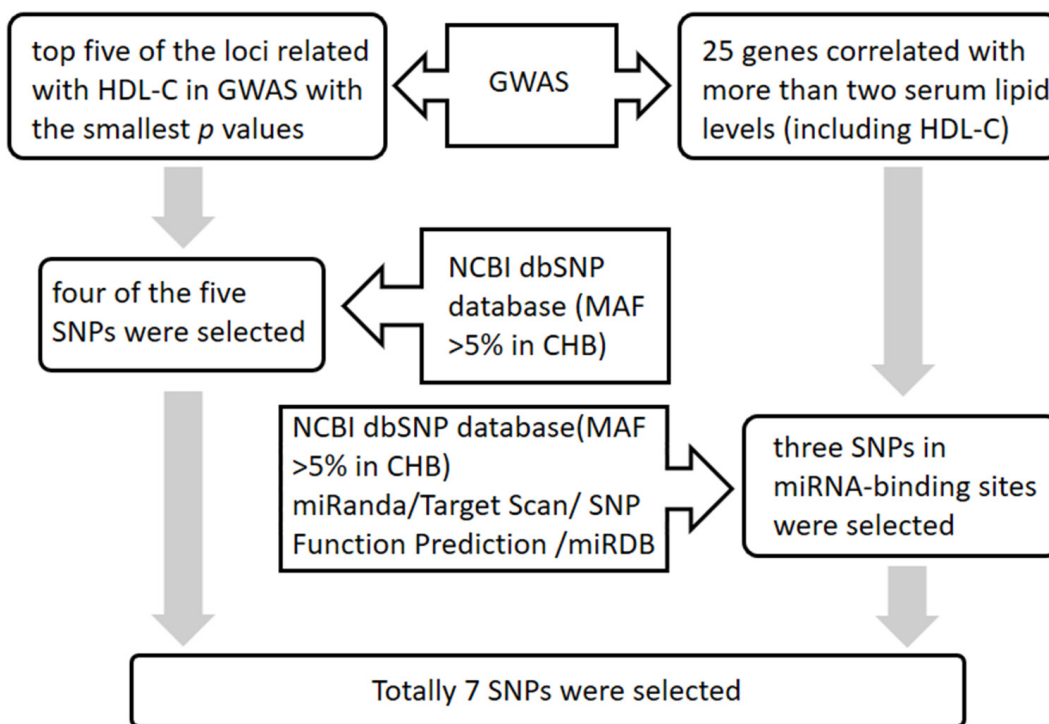 top five of the loci related
with HDL-C in GWAS with
the smallest p values
GWAS
25 genes correlated with
more than two serum lipid
levels (including HDL-C)
four of the five
SNPs were selected
NCBI dbSNP
database (MAF
>5% in CHB)
NCBI dbSNP database(MAF
>5% in CHB)
miRanda/Target Scan/ SNP
Function Prediction /miRDB
three SNPs in
miRNA-binding sites
were selected
Totally 7 SNPs were selected